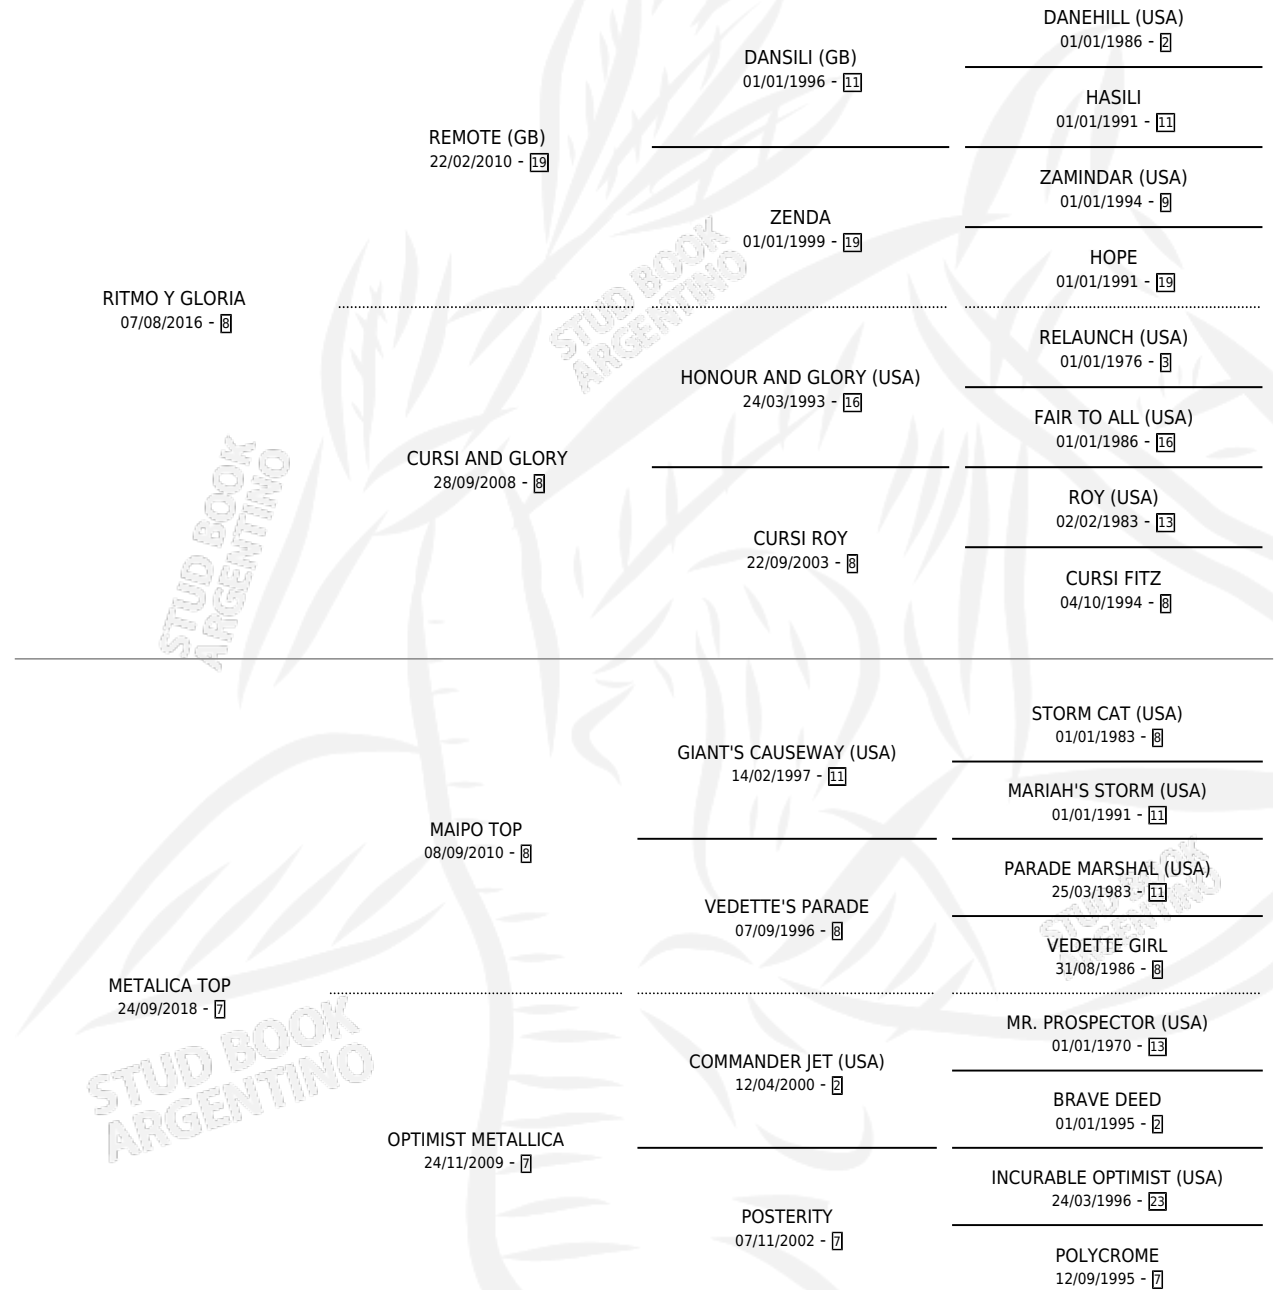 DANEHILL (USA)
01/01/1986 - 2
DANSILI (GB)
01/01/1996 - 11
HASILI
01/01/1991 - 11
REMOTE (GB)
22/02/2010 - 19
ZAMINDAR (USA)
01/01/1994 - 9
ZENDA
01/01/1999 - 19
HOPE
01/01/1991 - 19
RITMO Y GLORIA
07/08/2016 - 8
RELAUNCH (USA)
01/01/1976 - 3
HONOUR AND GLORY (USA)
24/03/1993 - 16
FAIR TO ALL (USA)
01/01/1986 - 16
CURSI AND GLORY
28/09/2008 - 8
ROY (USA)
02/02/1983 - 13
CURSI ROY
22/09/2003 - 8
CURSI FITZ
04/10/1994 - 8
STUD BOOK
ARGENTINO
STUD BOOK
ARGENTINO
STORM CAT (USA)
01/01/1983 - 8
GIANT'S CAUSEWAY (USA)
14/02/1997 - 11
MARIAH'S STORM (USA)
01/01/1991 - 11
MAIPO TOP
08/09/2010 - 8
PARADE MARSHAL (USA)
25/03/1983 - 11
VEDETTE'S PARADE
07/09/1996 - 8
VEDETTE GIRL
31/08/1986 - 8
METALICA TOP
24/09/2018 - 7
MR. PROSPECTOR (USA)
01/01/1970 - 13
COMMANDER JET (USA)
12/04/2000 - 2
BRAVE DEED
01/01/1995 - 2
OPTIMIST METALLICA
24/11/2009 - 7
INCURABLE OPTIMIST (USA)
24/03/1996 - 23
POSTERITY
07/11/2002 - 7
POLYCROME
12/09/1995 - 7
STUD BOOK
ARGENTINO
STUD BOOK
ARGENTINO